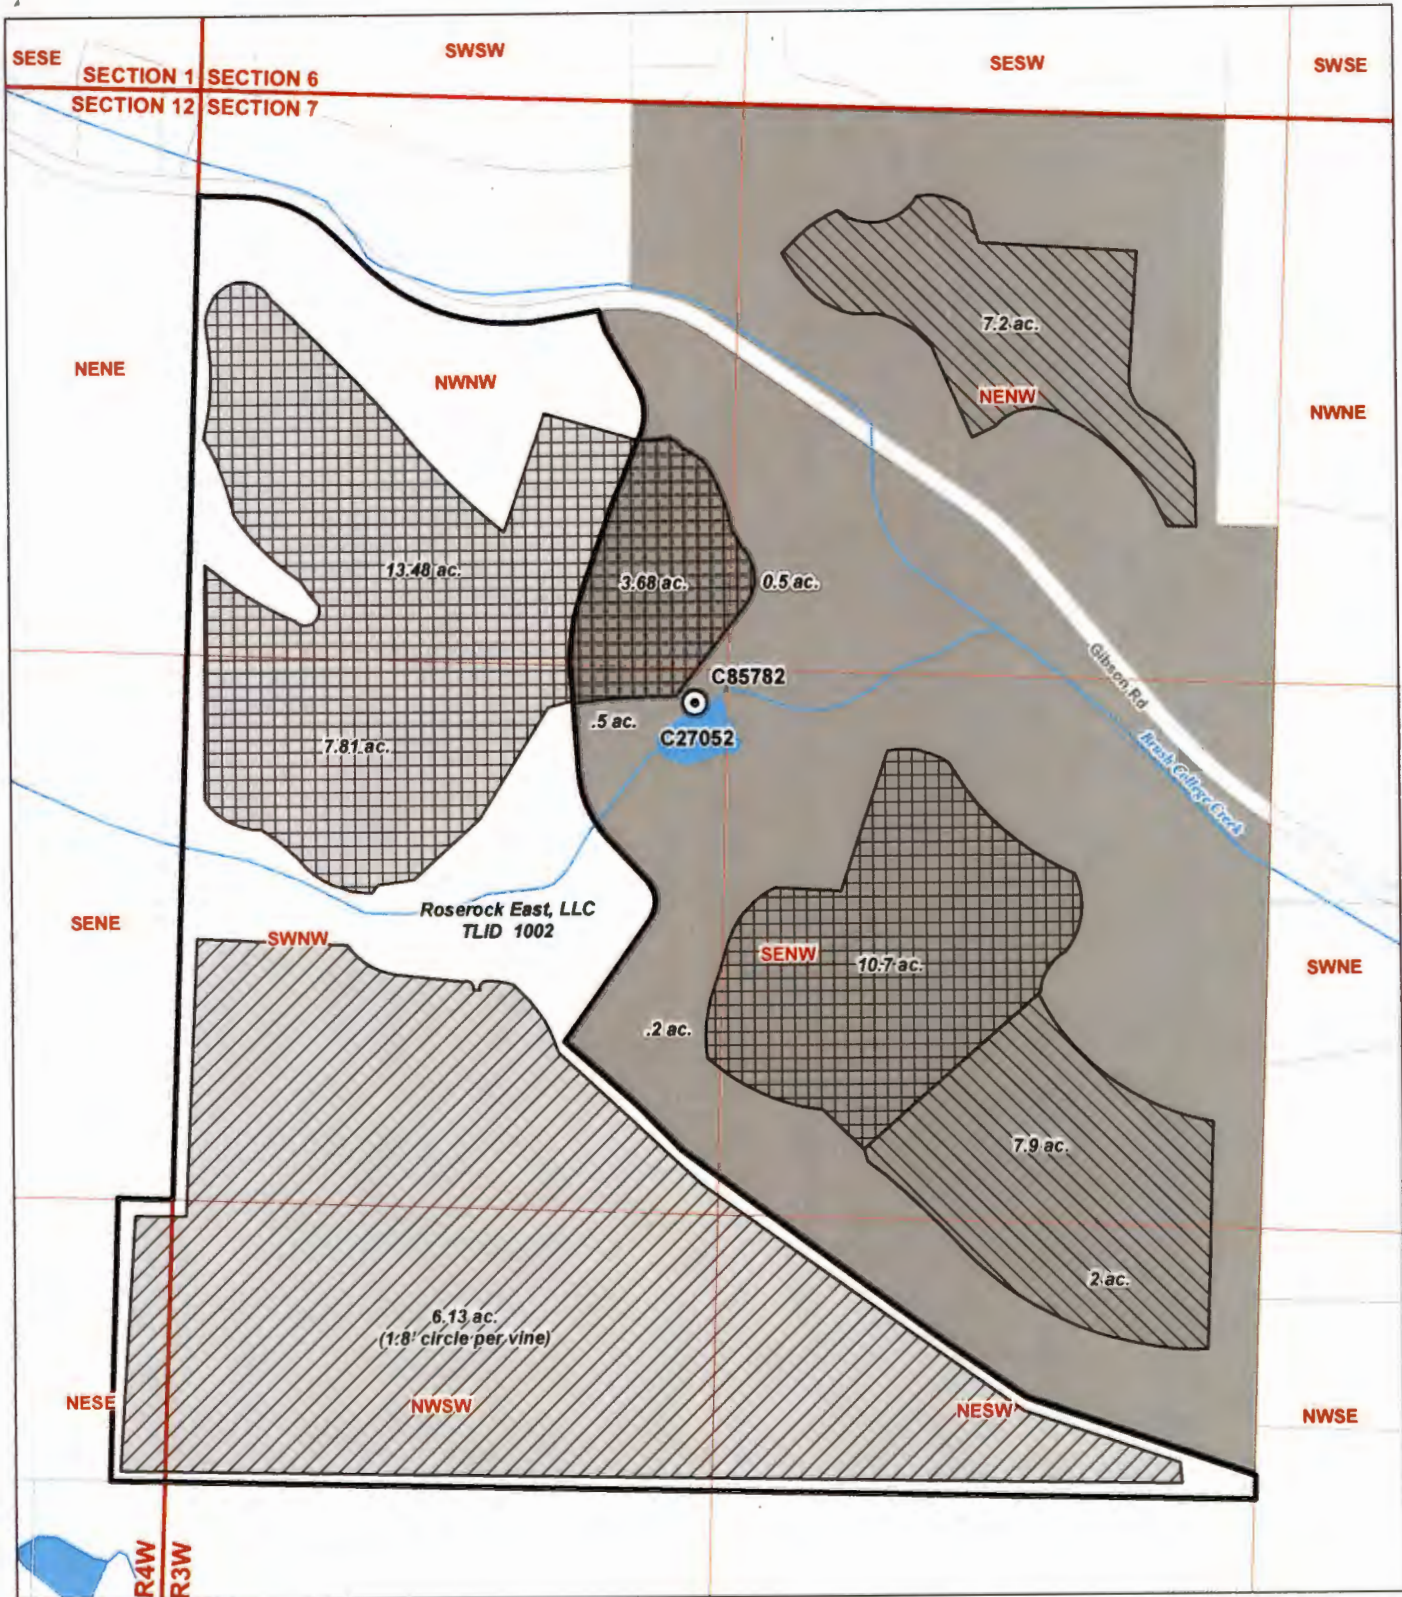 SESE
SWSW
SESW
SWSE
SECTION 1
SECTION 6
SECTION 12
SECTION 7
7.2 ac.
NENE
NWNW
NENW
NWNE
13.48 ac.
3.68 ac.
0.5 ac.
Gibson Rd
C85782
.5 ac.
C27052
7.81 ac.
Brush College Creek
Roserock East, LLC
TLID 1002
SENE
SWNW
SENW
10.7 ac.
SWNE
.2 ac.
7.9 ac.
2 ac.
6.13 ac.
(1.8' circle per vine)
NESE
NWSW
NESW
NWSE
R4W
R3W